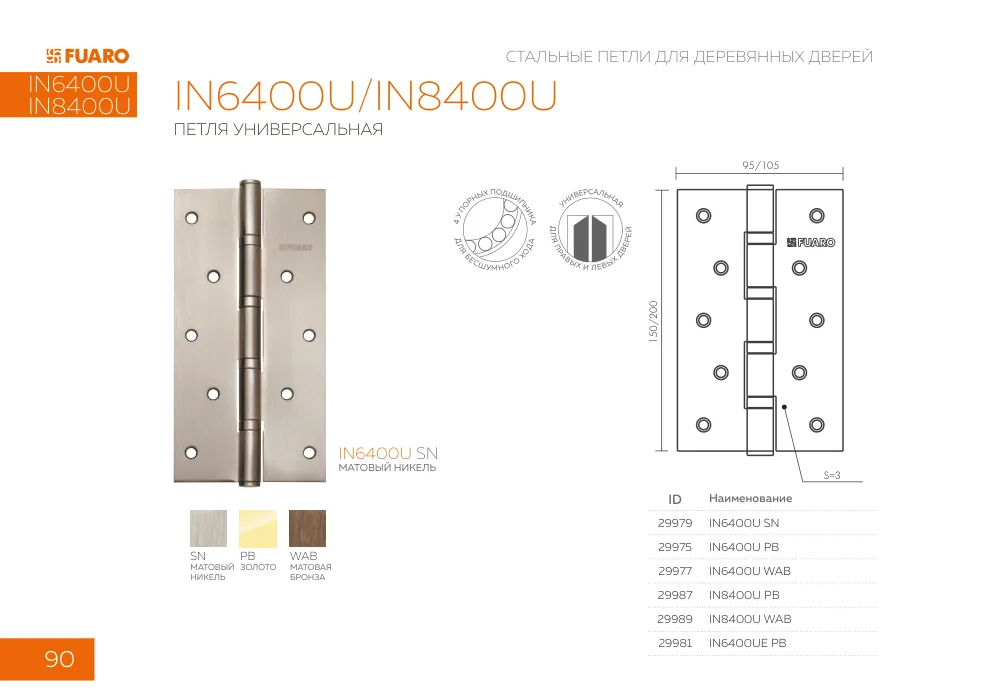 FUARO
СТАЛЬНЫЕ ПЕТЛИ ДЛЯ ДЕРЕВЯННЫХ ДВЕРЕЙ
IN6400U
IN8400U
IN6400U/IN8400U
ПЕТЛЯ УНИВЕРСАЛЬНАЯ
FUARO
4 УПОРНЫХ ПОДШИПНИКА
ДЛЯ БЕСШУМНОГО ХОДА
УНИВЕРСАЛЬНАЯ
ДЛЯ ПРАВЫХ И ЛЕВЫХ ДВЕРЕЙ
95/105
FUARO
150/200
S=3
IN6400U SN
МАТОВЫЙ НИКЕЛЬ
SN
МАТОВЫЙ
НИКЕЛЬ
PB
ЗОЛОТО
WAB
МАТОВАЯ
БРОНЗА
ID Наименование
29979 IN6400U SN
29975 IN6400U PB
29977 IN6400U WAB
29987 IN8400U PB
29989 IN8400U WAB
29981 IN6400UE PB
90